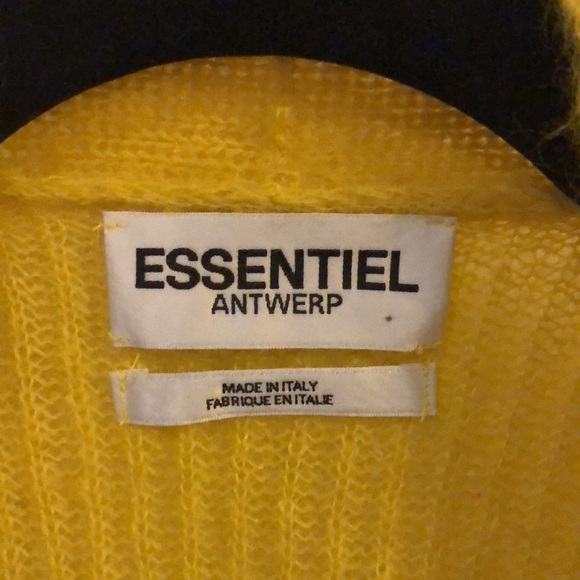 ESSENTIEL
ANTWERP
MADE IN ITALY
FABRIQUE EN ITALIE